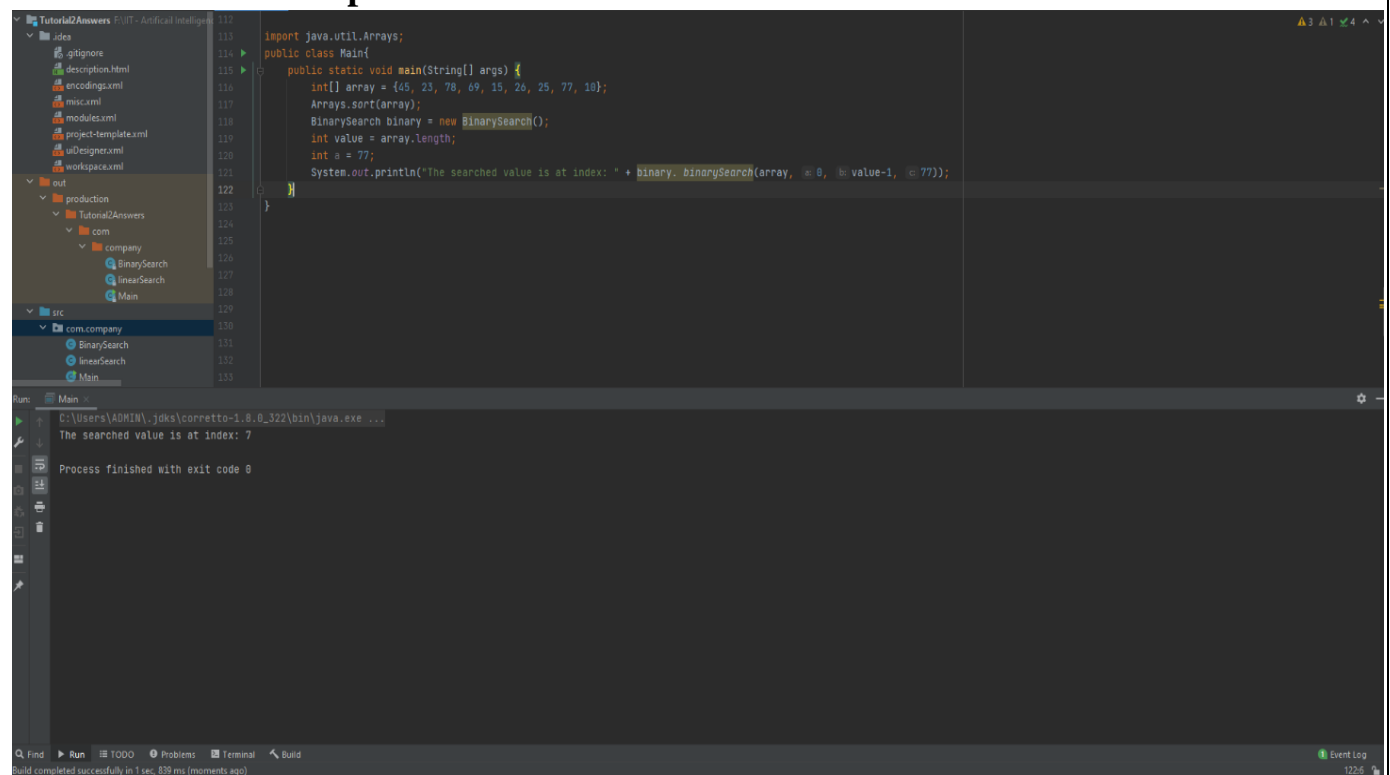 Tutorial2Answers F:\IIT - Artificail Intelligen
.idea
.gitignore
description.html
encodings.xml
misc.xml
modules.xml
project-template.xml
uiDesigner.xml
workspace.xml
out
production
Tutorial2Answers
com
company
BinarySearch
linearSearch
Main
src
com.company
BinarySearch
linearSearch
Main
112
113 import java.util.Arrays;
114 public class Main{
115 public static void main(String[] args) {
116 int[] array = {45, 23, 78, 69, 15, 26, 25, 77, 10};
117 Arrays.sort(array);
118 BinarySearch binary = new BinarySearch();
119 int value = array.length;
120 int a = 77;
121 System.out.println("The searched value is at index: " + binary. binarySearch(array, a: 0, b: value-1, c: 77));
122 }
123 }
124
125
126
127
128
129
130
131
132
133
3 1 4
Run: Main
C:\Users\ADMIN\.jdks\corretto-1.8.0_322\bin\java.exe ...
The searched value is at index: 7
Process finished with exit code 0
Find Run TODO Problems Terminal Build 1 Event Log
Build completed successfully in 1 sec, 839 ms (moments ago) 122:6